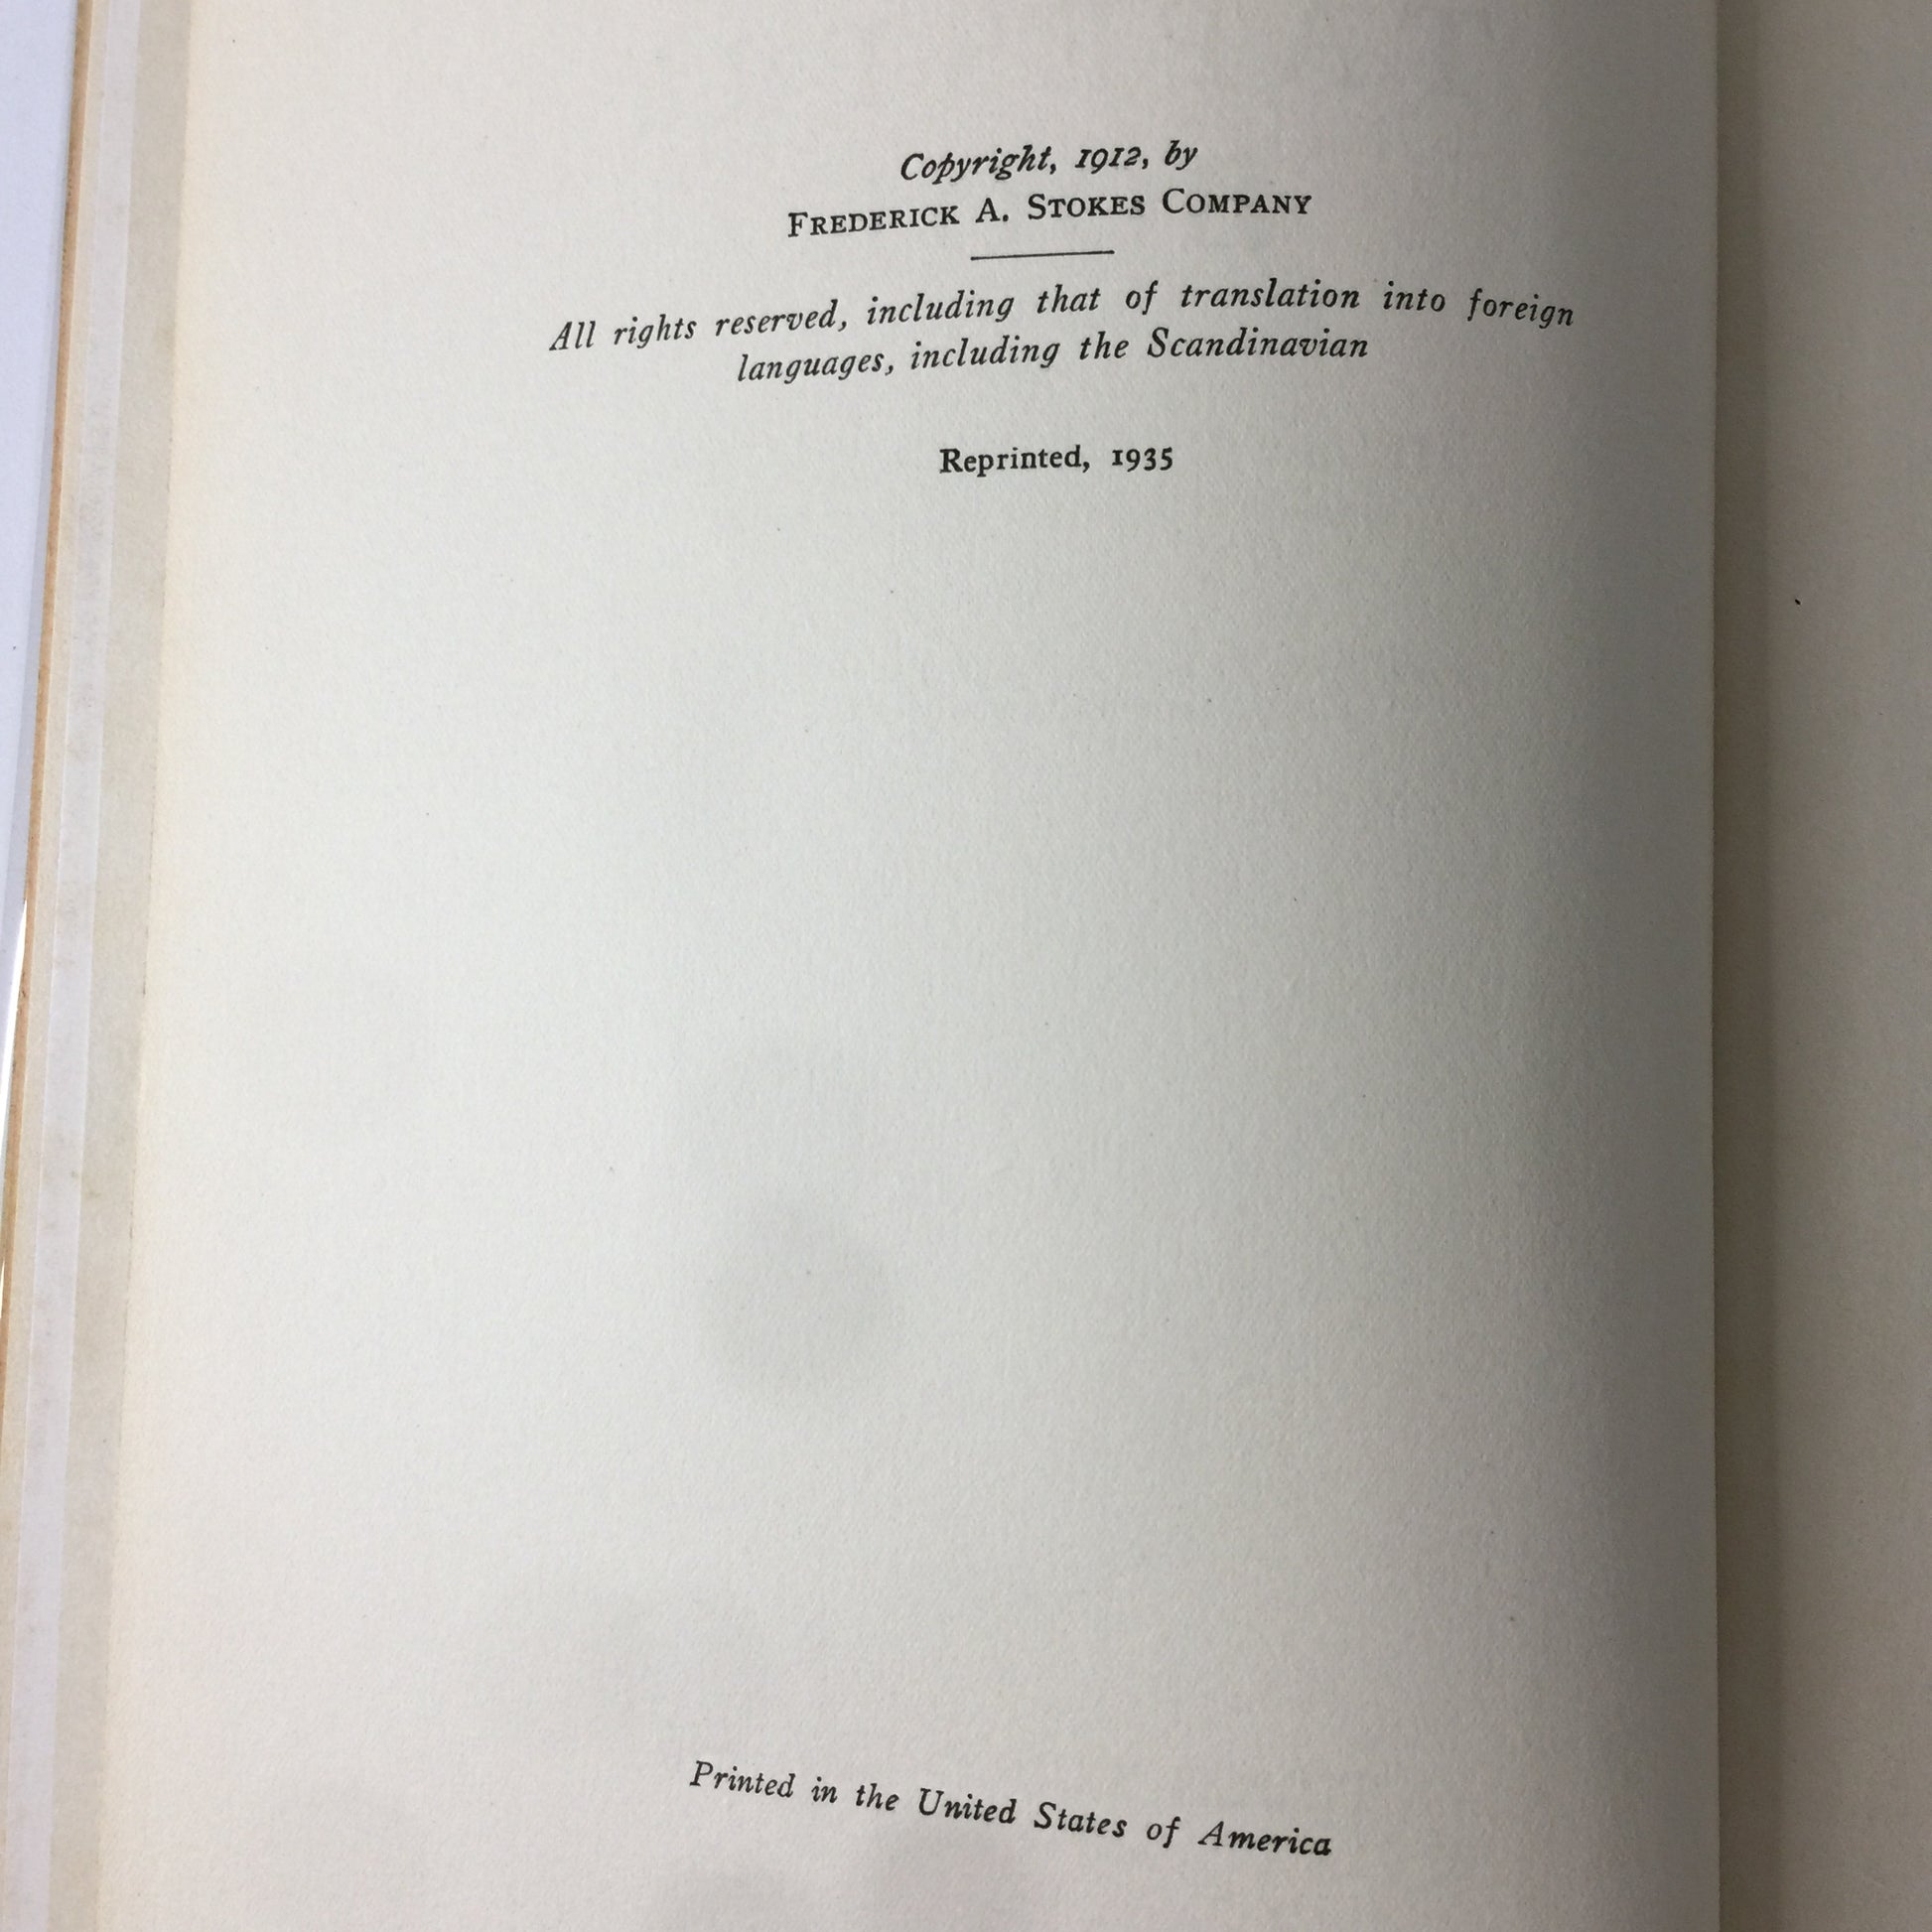 Copyright, 1912, by
FREDERICK A. STOKES COMPANY
All rights reserved, including that of translation into foreign
languages, including the Scandinavian
Reprinted, 1935
Printed in the United States of America